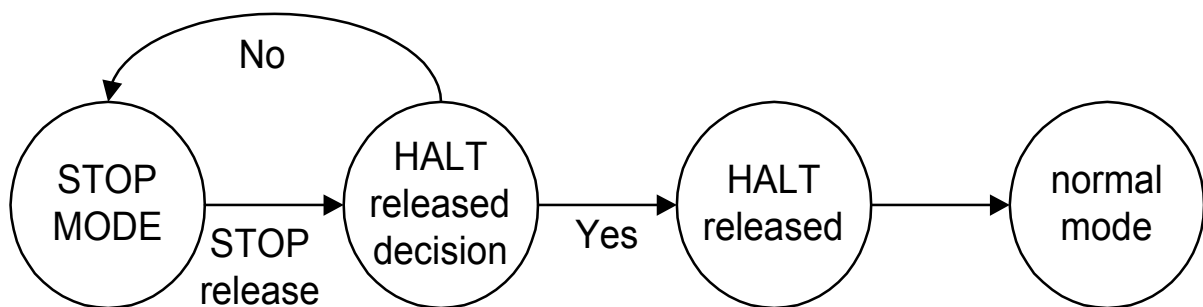 No
STOP
MODE
STOP
release
HALT
released
decision
Yes
HALT
released
normal
mode